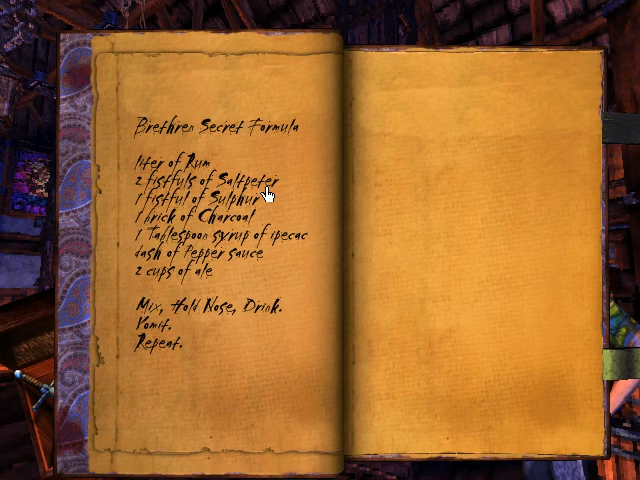 Brethren Secret Formula
liter of Rum
2 fistfuls of Saltpeter
1 fistful of Sulphur
1 brick of Charcoal
1 Tablespoon syrup of ipecac
dash of Pepper sauce
2 cups of ale
Mix, Hold Nose, Drink.
Vomit.
Repeat.